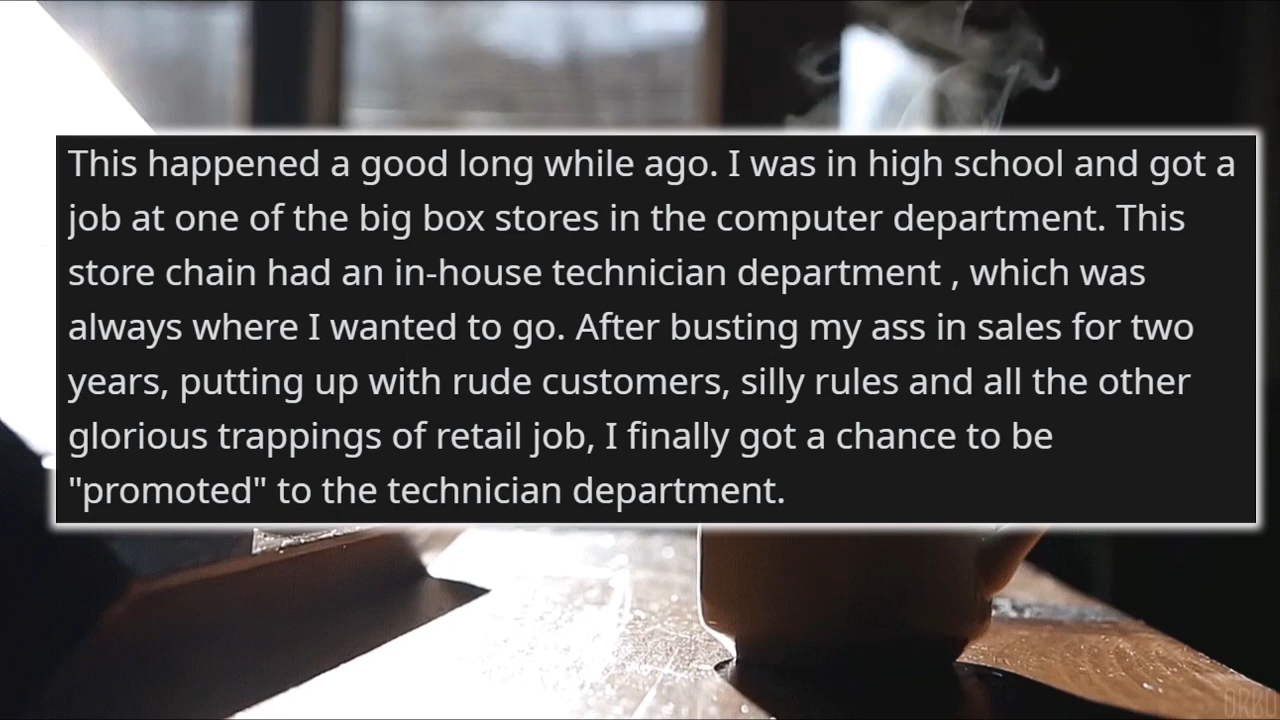 This happened a good long while ago. I was in high school and got a
job at one of the big box stores in the computer department. This
store chain had an in-house technician department , which was
always where I wanted to go. After busting my ass in sales for two
years, putting up with rude customers, silly rules and all the other
glorious trappings of retail job, I finally got a chance to be
"promoted" to the technician department.